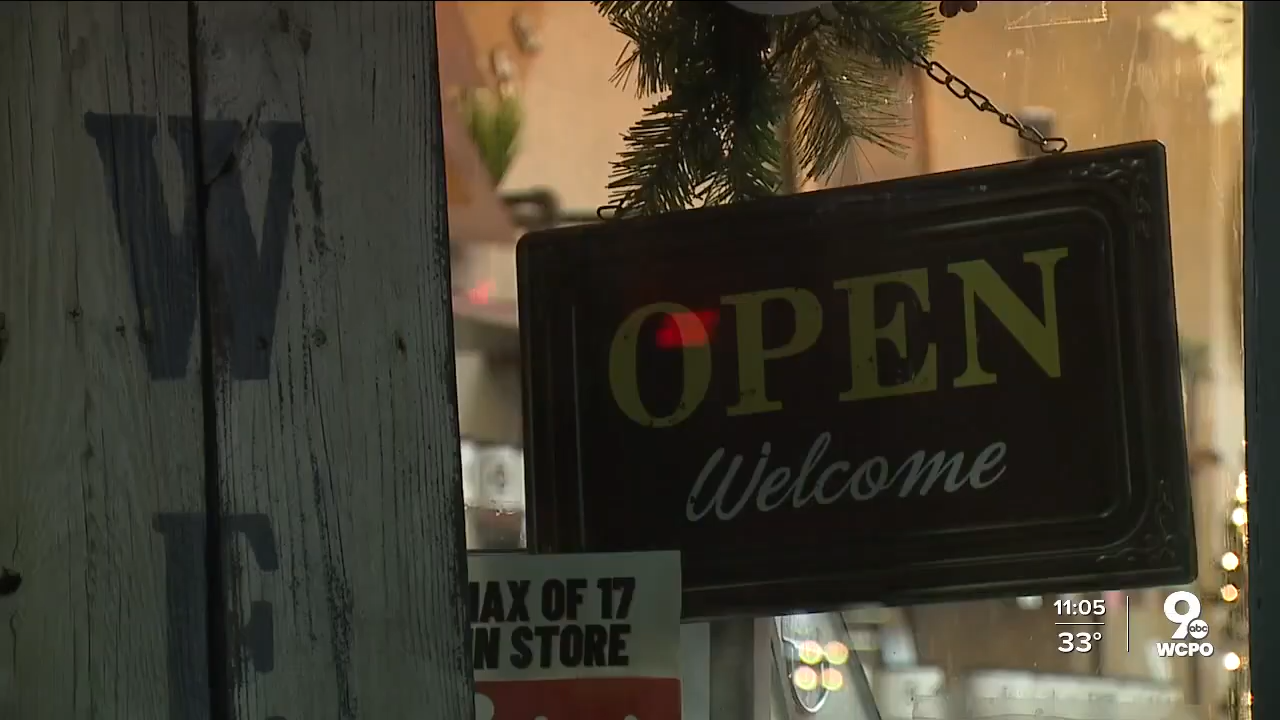 W
E
OPEN
Welcome
MAX OF 17
IN STORE
11:05
33°
9
abc
WCPO